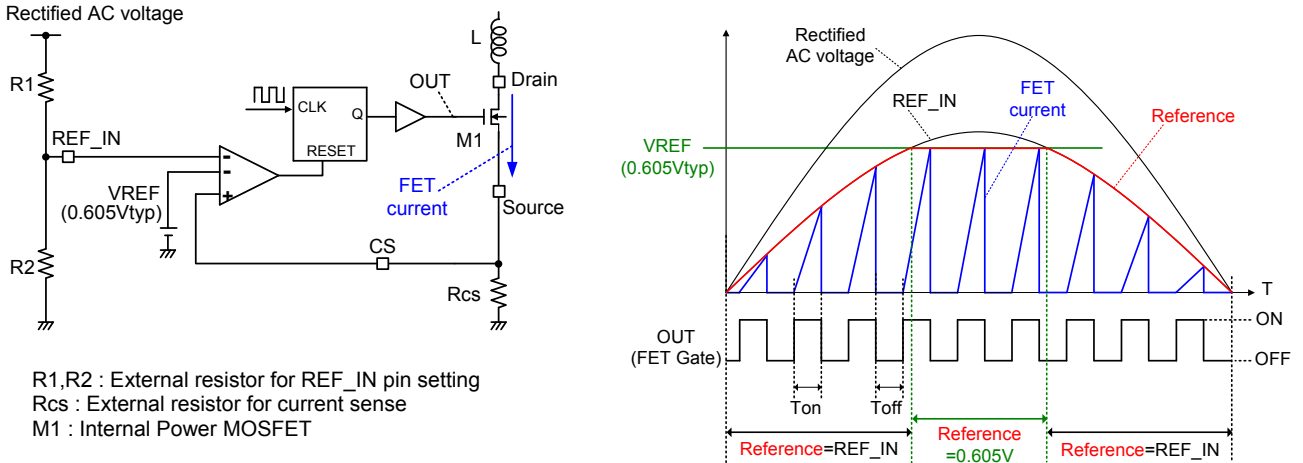 Rectified AC voltage
R1
REF_IN
VREF
(0.605Vtyp)
R2
CLK
Q
RESET
OUT
L
Drain
M1
FET
current
Source
CS
Rcs
R1,R2 : External resistor for REF_IN pin setting
Rcs : External resistor for current sense
M1 : Internal Power MOSFET
Rectified
AC voltage
REF_IN
FET
current
Reference
VREF
(0.605Vtyp)
T
OUT
(FET Gate)
ON
OFF
Ton
Toff
Reference=REF_IN
Reference
=0.605V
Reference=REF_IN